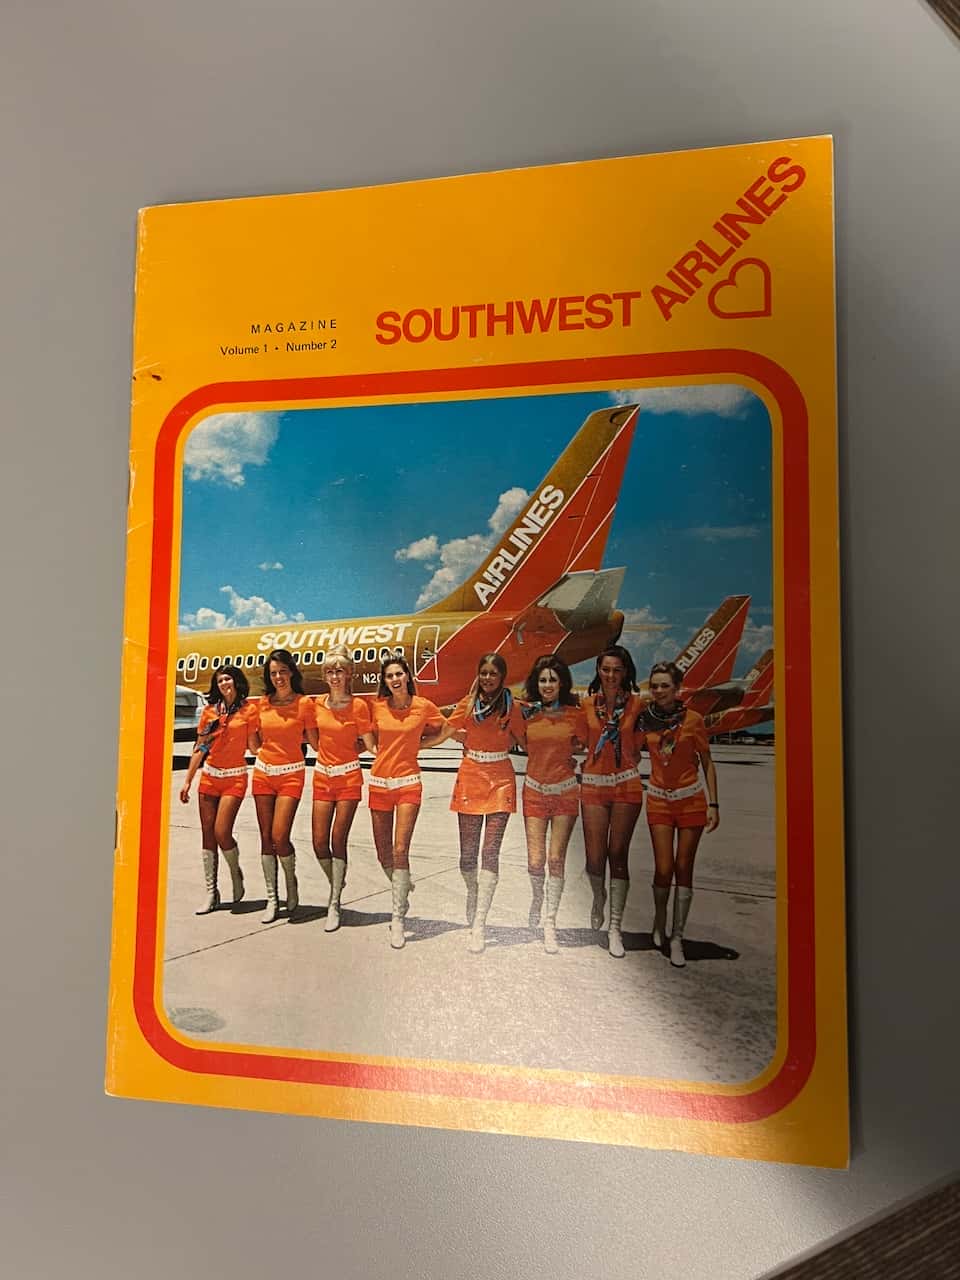 MAGAZINE
Volume 1 • Number 2
SOUTHWEST AIRLINES
AIRLINES
SOUTHWEST
AIRLINES